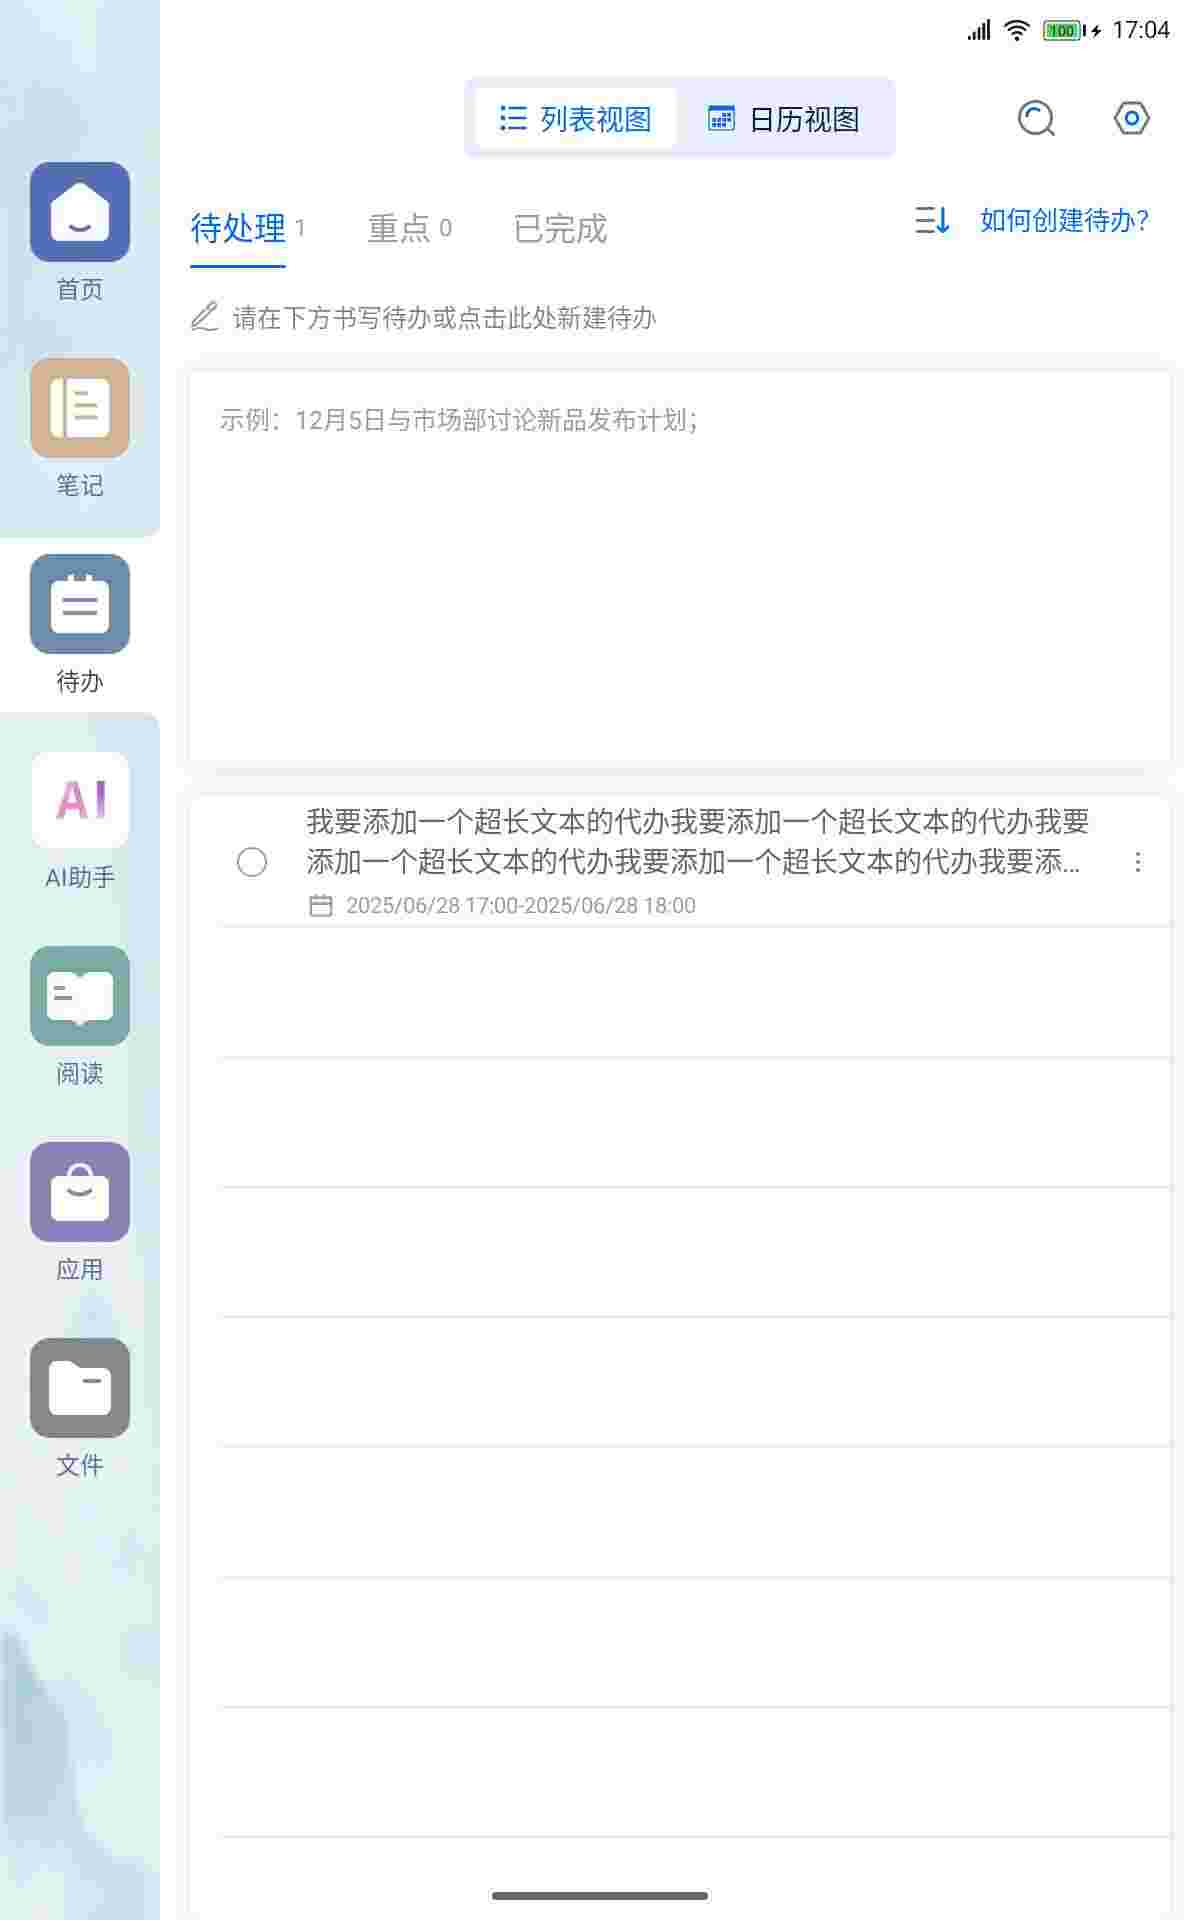 100 17:04
列表视图 日历视图
待处理 1 重点 0 已完成 如何创建待办?
请在下方书写待办或点击此处新建待办
示例：12月5日与市场部讨论新品发布计划；
我要添加一个超长文本的代办我要添加一个超长文本的代办我要
添加一个超长文本的代办我要添加一个超长文本的代办我要添...
2025/06/28 17:00-2025/06/28 18:00
首页
笔记
待办
AI
AI助手
阅读
应用
文件